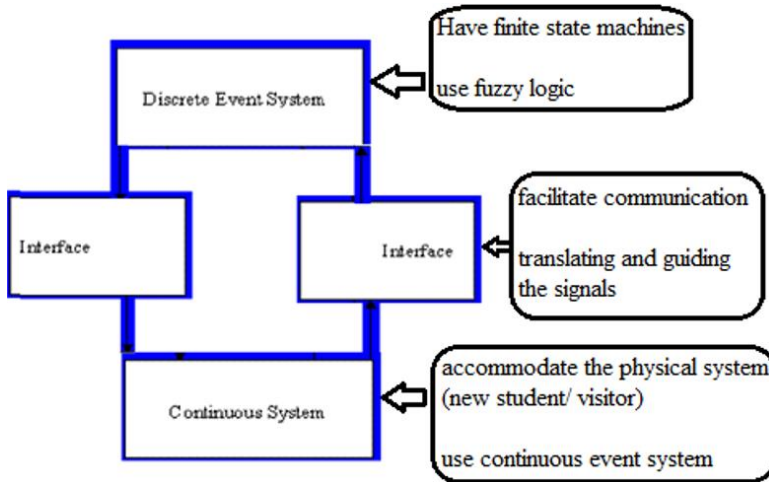 Have finite state machines
use fuzzy logic
Discrete Event System
Interface
Interface
facilitate communication
translating and guiding
the signals
Continuous System
accommodate the physical system
(new student/ visitor)
use continuous event system